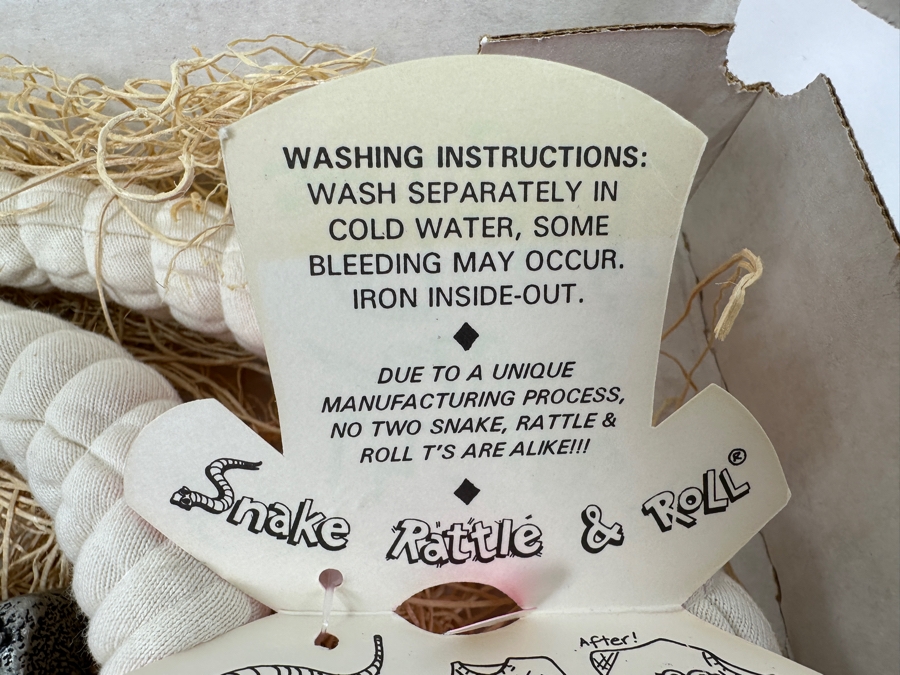 WASHING INSTRUCTIONS:
WASH SEPARATELY IN
COLD WATER, SOME
BLEEDING MAY OCCUR.
IRON INSIDE-OUT.
DUE TO A UNIQUE
MANUFACTURING PROCESS,
NO TWO SNAKE, RATTLE &
ROLL T'S ARE ALIKE!!!
Snake Rattle & RoLL®
After!